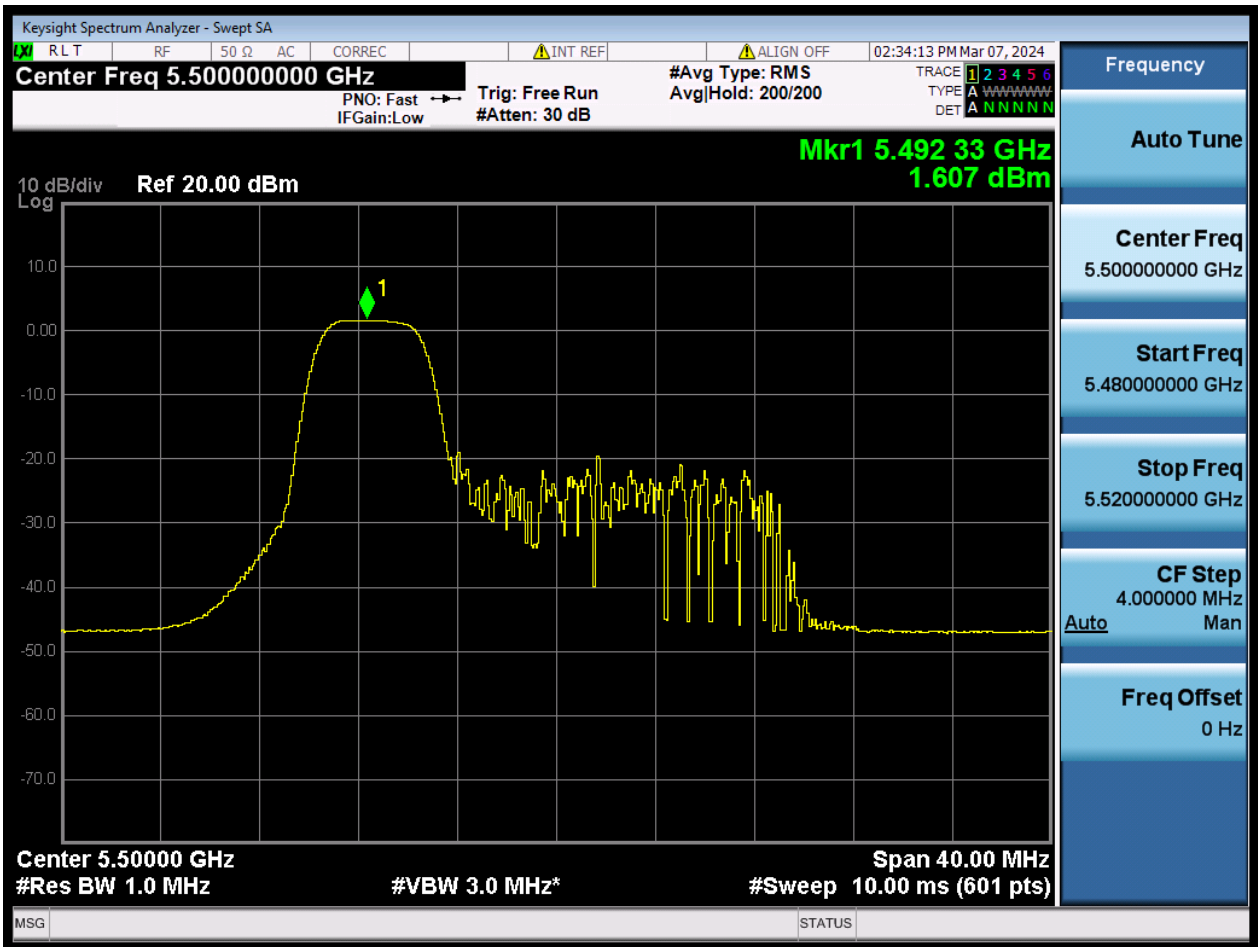 Keysight Spectrum Analyzer - Swept SA
LXI RLT RF 50 Ω AC CORREC INT REF ALIGN OFF 02:34:13 PM Mar 07, 2024
Center Freq 5.500000000 GHz
PNO: Fast
IFGain:Low
Trig: Free Run
#Atten: 30 dB
#Avg Type: RMS
Avg|Hold: 200/200
TRACE 1 2 3 4 5 6
TYPE A WWWWW
DET A N N N N N
Mkr1 5.492 33 GHz
1.607 dBm
10 dB/div Ref 20.00 dBm
Log
1
10.0
0.00
-10.0
-20.0
-30.0
-40.0
-50.0
-60.0
-70.0
Center 5.50000 GHz Span 40.00 MHz
#Res BW 1.0 MHz #VBW 3.0 MHz* #Sweep 10.00 ms (601 pts)
Frequency
Auto Tune
Center Freq
5.500000000 GHz
Start Freq
5.480000000 GHz
Stop Freq
5.520000000 GHz
CF Step
4.000000 MHz
Auto Man
Freq Offset
0 Hz
MSG STATUS